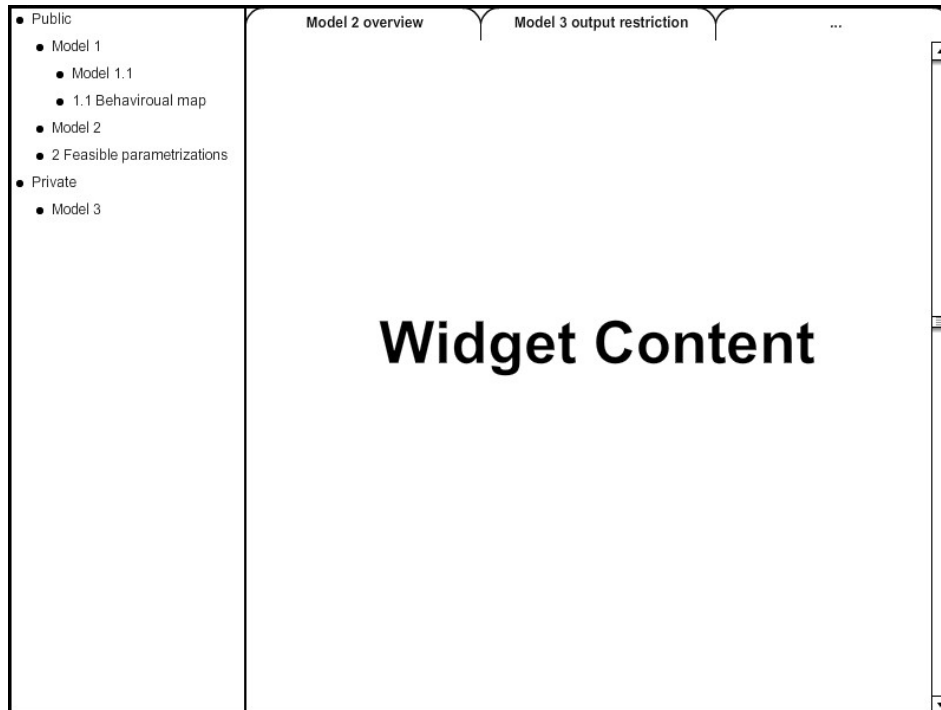 Public
Model 1
Model 1.1
1.1 Behaviroual map
Model 2
2 Feasible parametrizations
Private
Model 3
Model 2 overview
Model 3 output restriction
...
Widget Content